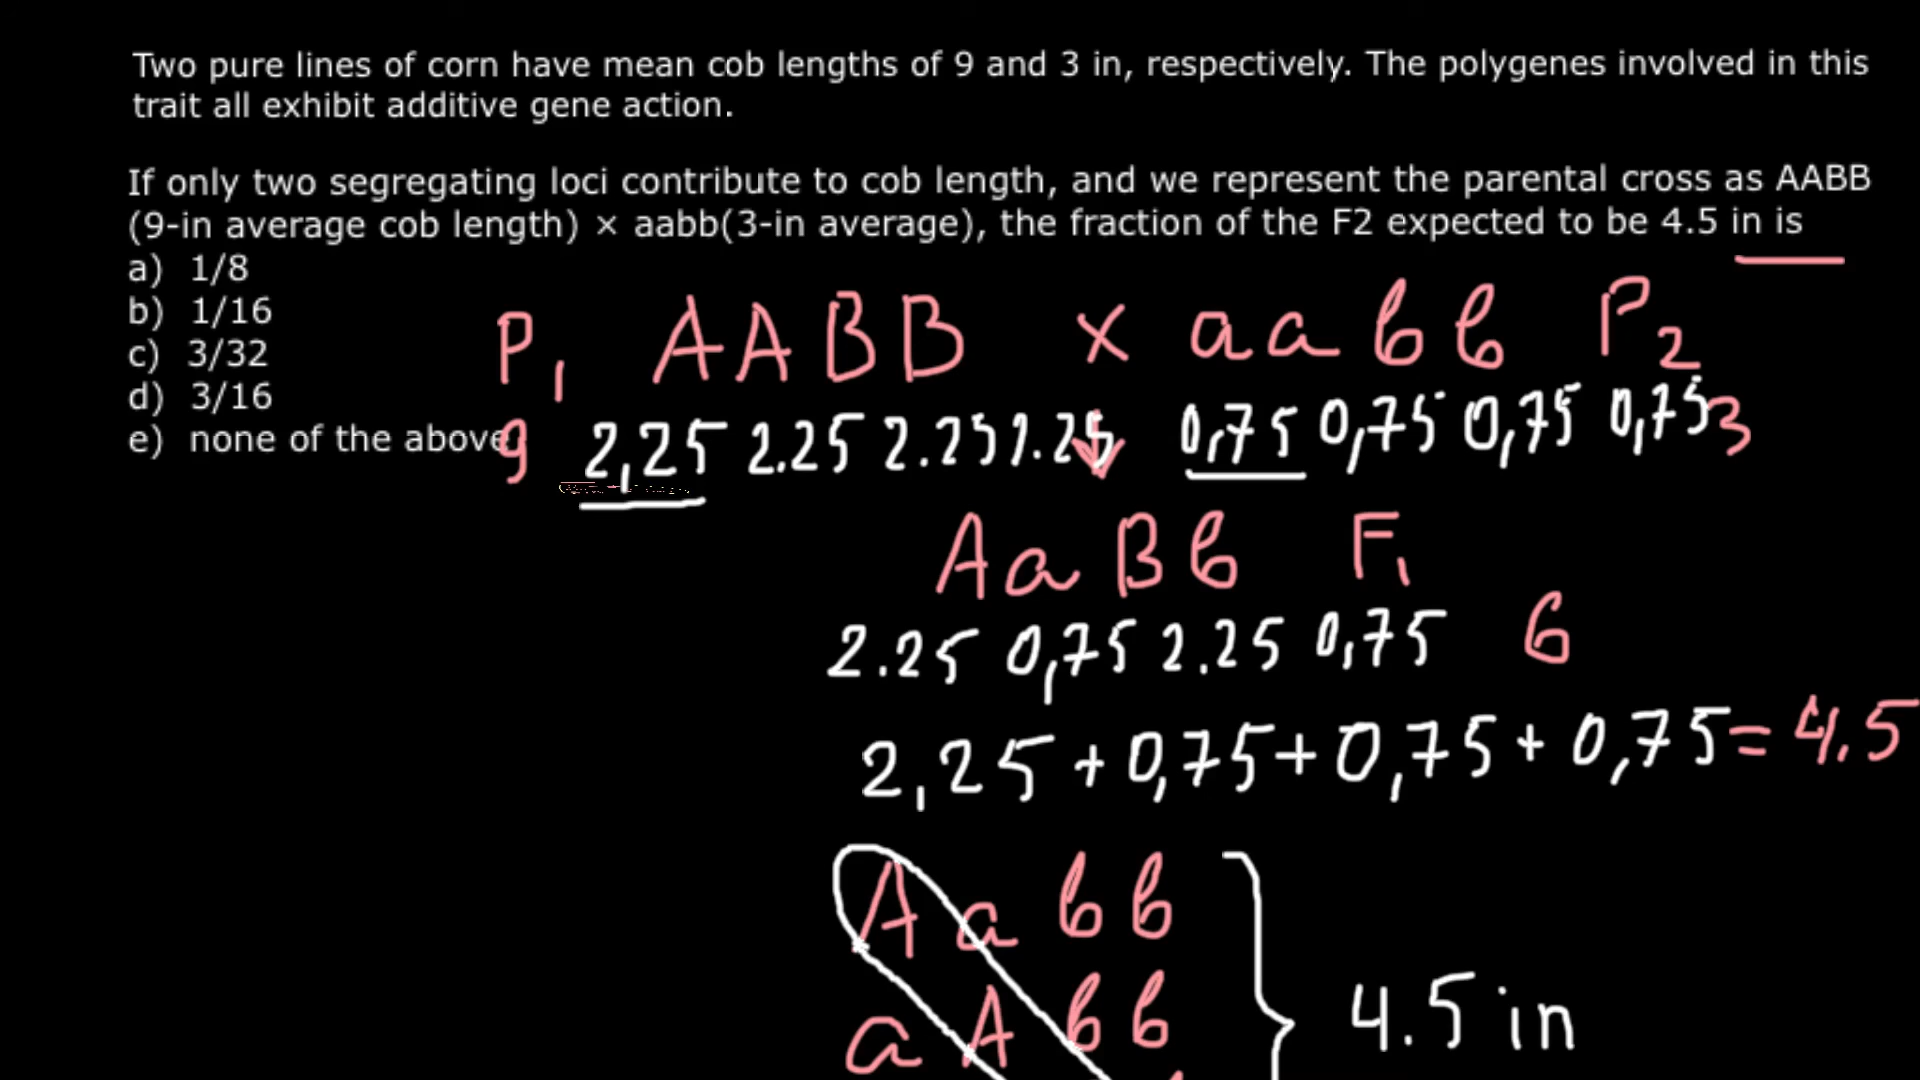 Two pure lines of corn have mean cob lengths of 9 and 3 in, respectively. The polygenes involved in this
trait all exhibit additive gene action.
If only two segregating loci contribute to cob length, and we represent the parental cross as AABB
(9-in average cob length) × aabb(3-in average), the fraction of the F2 expected to be 4.5 in is
a) 1/8
b) 1/16
c) 3/32
d) 3/16
e) none of the above
P1 A A B B × a a b b P2
9 2,25 2.25 2.25 2.25 0,75 0,75 0,75 0,75 3
A a B b F1
2.25 0,75 2.25 0,75 6
2,25+0,75+0,75+0,75=4.5
A a b b
a A b b
4.5 in